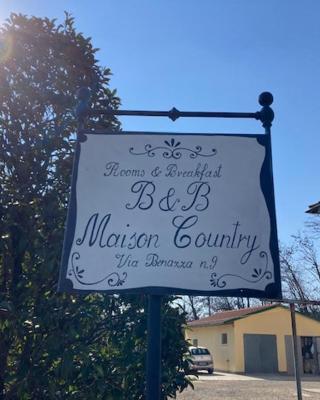 Rooms & Breakfast
B & B
Maison Country
Via Benazza n.9